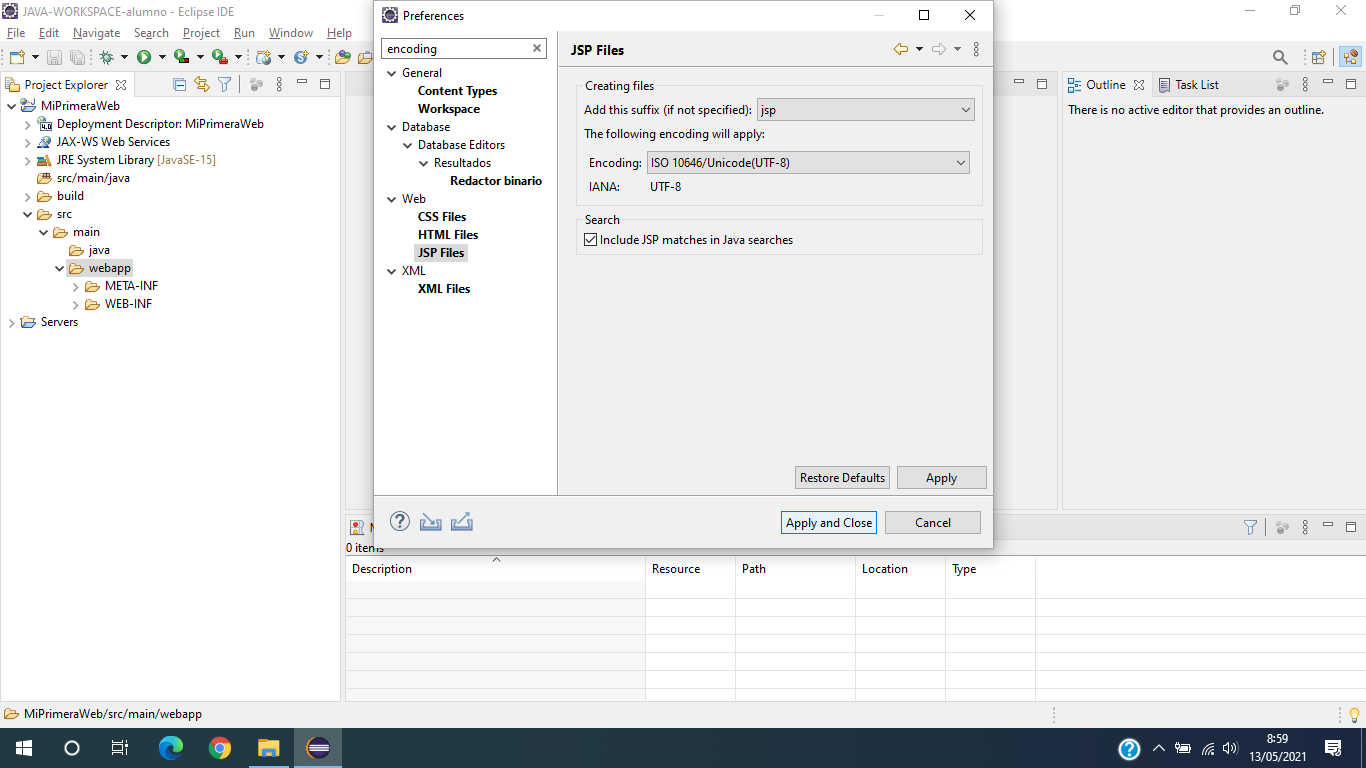 JAVA-WORKSPACE-alumno - Eclipse IDE
File Edit Navigate Search Project Run Window Help
Project Explorer
MiPrimeraWeb
Deployment Descriptor: MiPrimeraWeb
JAX-WS Web Services
JRE System Library [JavaSE-15]
src/main/java
build
src
main
java
webapp
META-INF
WEB-INF
Servers
Preferences
encoding
General
Content Types
Workspace
Database
Database Editors
Resultados
Redactor binario
Web
CSS Files
HTML Files
JSP Files
XML
XML Files
JSP Files
Creating files
Add this suffix (if not specified): jsp
The following encoding will apply:
Encoding: ISO 10646/Unicode(UTF-8)
IANA: UTF-8
Search
Include JSP matches in Java searches
Restore Defaults Apply
Apply and Close Cancel
Outline Task List
There is no active editor that provides an outline.
0 items
Description Resource Path Location Type
MiPrimeraWeb/src/main/webapp
8:59
13/05/2021